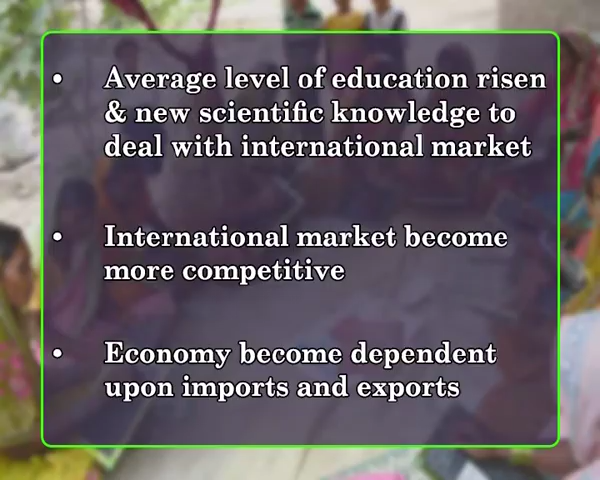 • Average level of education risen
& new scientific knowledge to
deal with international market
• International market become
more competitive
• Economy become dependent
upon imports and exports